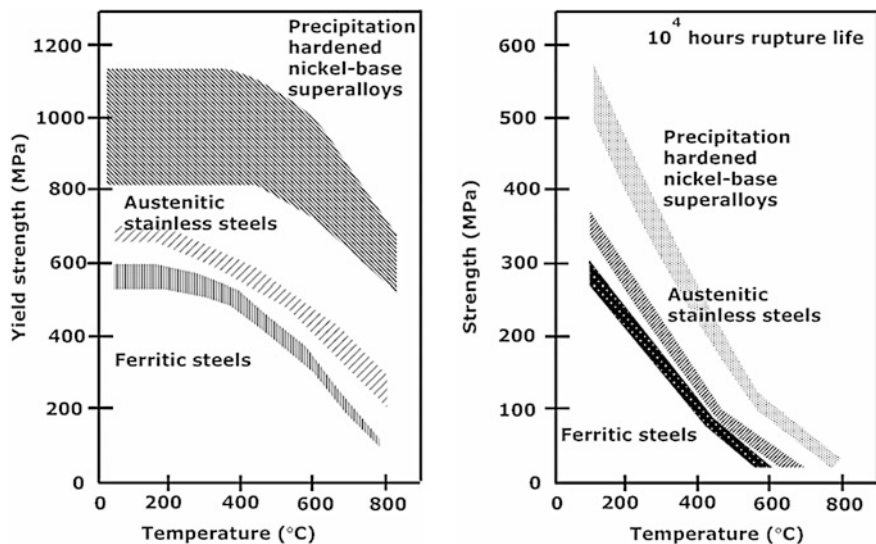 1200
1000
800
600
400
200
0
Yield strength (MPa)
Precipitation
hardened
nickel-base
superalloys
Austenitic
stainless steels
Ferritic steels
0 200 400 600 800
Temperature (°C)
600
500
400
300
200
100
0
Strength (MPa)
10⁴ hours rupture life
Precipitation
hardened
nickel-base
superalloys
Austenitic
stainless steels
Ferritic steels
0 200 400 600 800
Temperature (°C)